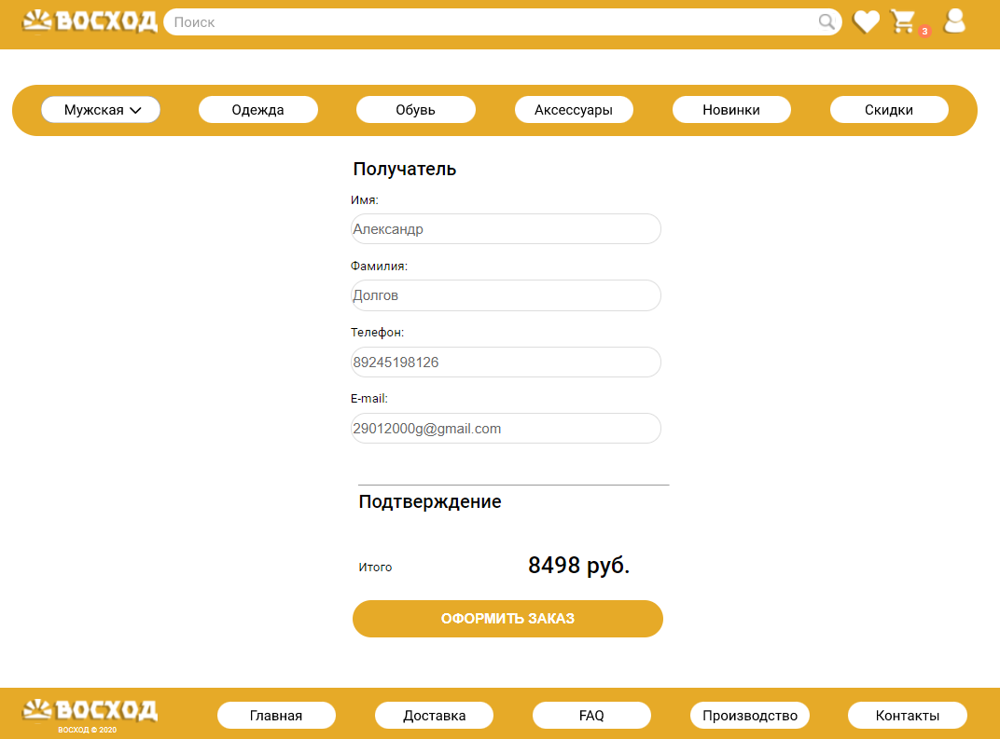 ВОСХОД
Поиск
3
Мужская
Одежда
Обувь
Аксессуары
Новинки
Скидки
Получатель
Имя:
Александр
Фамилия:
Долгов
Телефон:
89245198126
E-mail:
29012000g@gmail.com
Подтверждение
Итого
8498 руб.
ОФОРМИТЬ ЗАКАЗ
ВОСХОД
ВОСХОД © 2020
Главная
Доставка
FAQ
Производство
Контакты